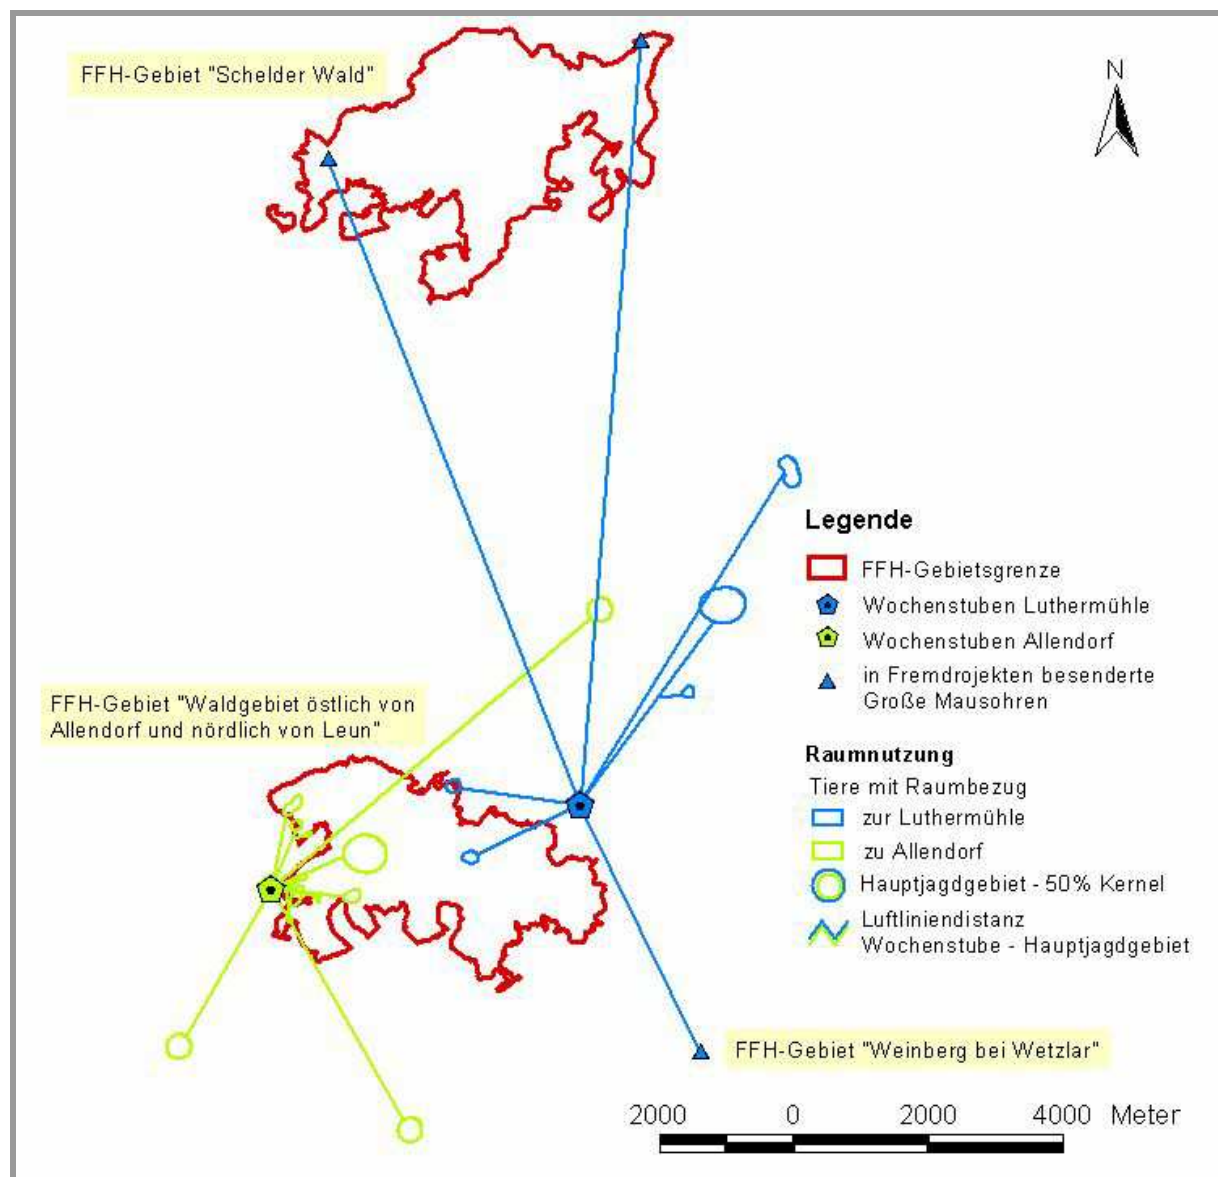 FFH-Gebiet "Schelder Wald"
N
Legende
FFH-Gebietsgrenze
Wochenstuben Luthermühle
Wochenstuben Allendorf
in Fremdrojekten besenderte
Große Mausohren
FFH-Gebiet "Waldgebiet östlich von
Allendorf und nördlich von Leun"
Raumnutzung
Tiere mit Raumbezug
zur Luthermühle
zu Allendorf
Hauptjagdgebiet - 50% Kernel
Luftliniendistanz
Wochenstube - Hauptjagdgebiet
FFH-Gebiet "Weinberg bei Wetzlar"
2000 0 2000 4000 Meter